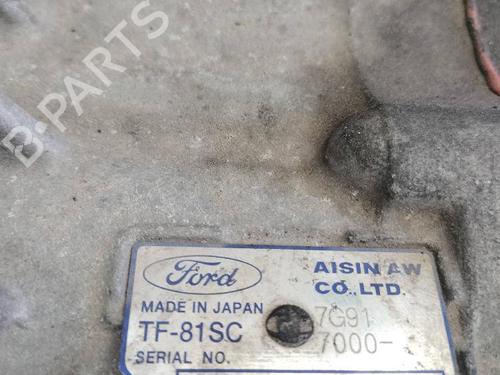 B-PARTS
Ford
AISIN AW
CO.,LTD.
MADE IN JAPAN
7G91
TF-81SC
7000-
SERIAL NO.